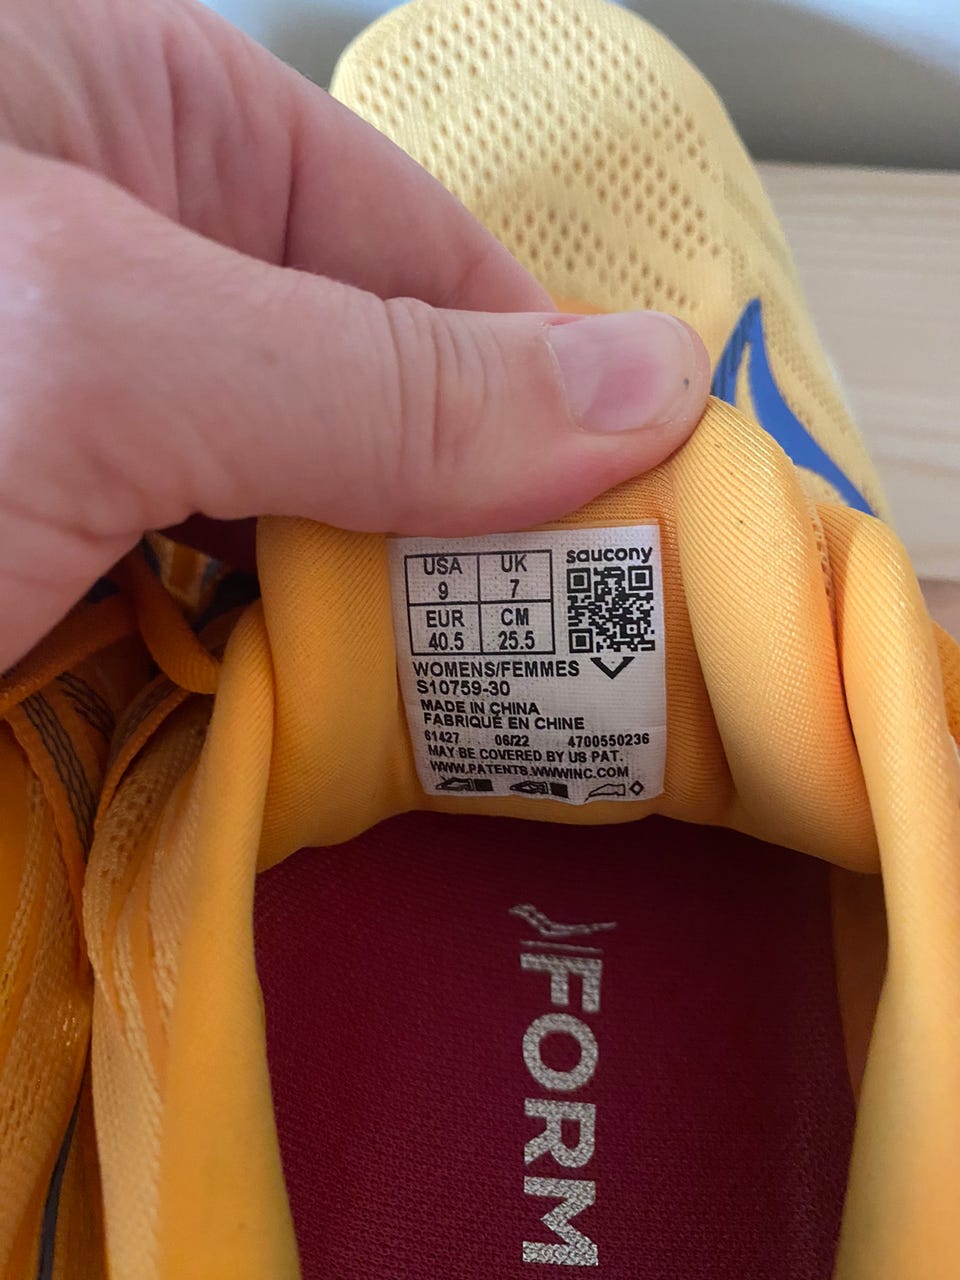 USA UK
9 7
EUR CM
40.5 25.5
saucony
WOMENS/FEMMES
S10759-30
MADE IN CHINA
FABRIQUÉ EN CHINE
61427 06/22 4700550236
MAY BE COVERED BY US PAT.
WWW.PATENTS.WWWINC.COM
FORM